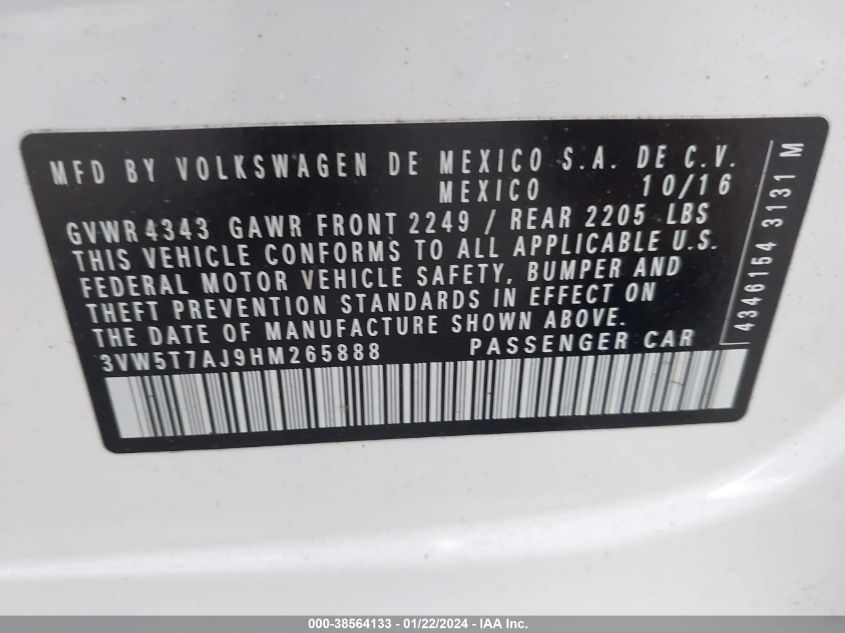 MFD BY VOLKSWAGEN DE MEXICO S.A. DE C.V.
MEXICO 10/16
GVWR 4343 GAWR FRONT 2249 / REAR 2205 LBS
THIS VEHICLE CONFORMS TO ALL APPLICABLE U.S.
FEDERAL MOTOR VEHICLE SAFETY, BUMPER AND
THEFT PREVENTION STANDARDS IN EFFECT ON
THE DATE OF MANUFACTURE SHOWN ABOVE.
3VW5T7AJ9HM265888 PASSENGER CAR
4346154 3131 M
000-38564133 - 01/22/2024 - IAA Inc.